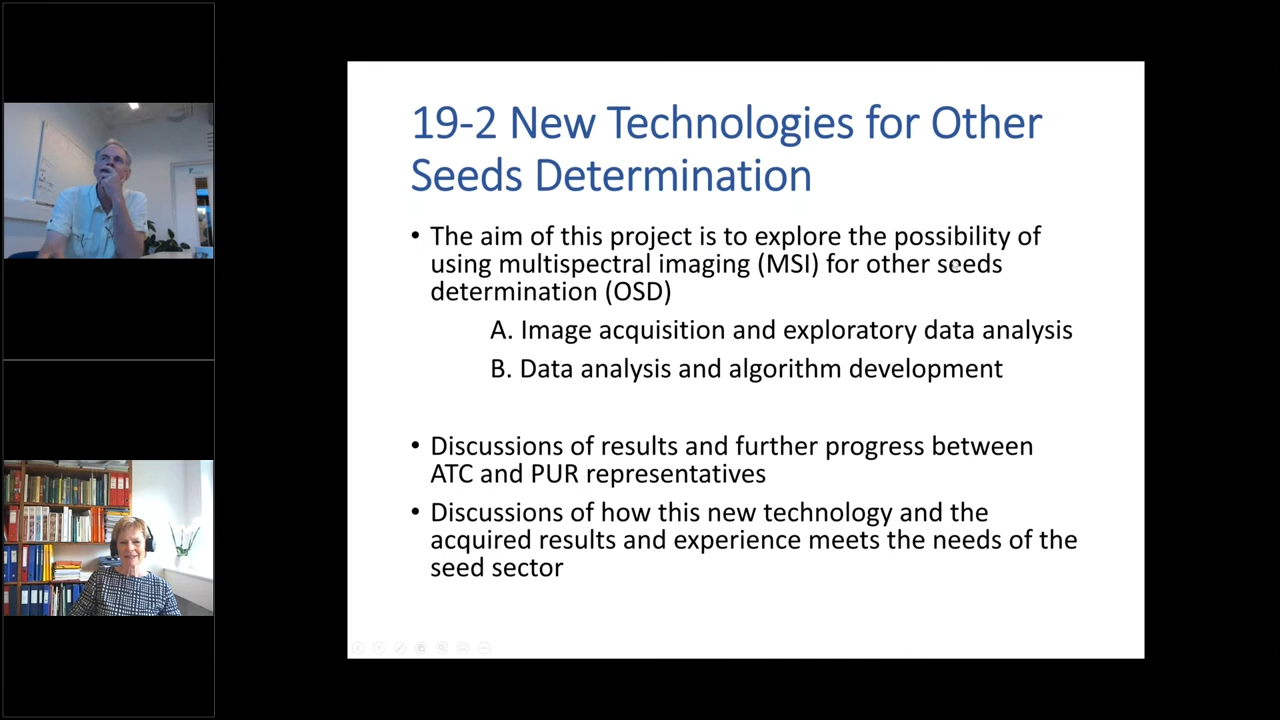 19-2 New Technologies for Other
Seeds Determination
• The aim of this project is to explore the possibility of
using multispectral imaging (MSI) for other seeds
determination (OSD)
A. Image acquisition and exploratory data analysis
B. Data analysis and algorithm development
• Discussions of results and further progress between
ATC and PUR representatives
• Discussions of how this new technology and the
acquired results and experience meets the needs of the
seed sector